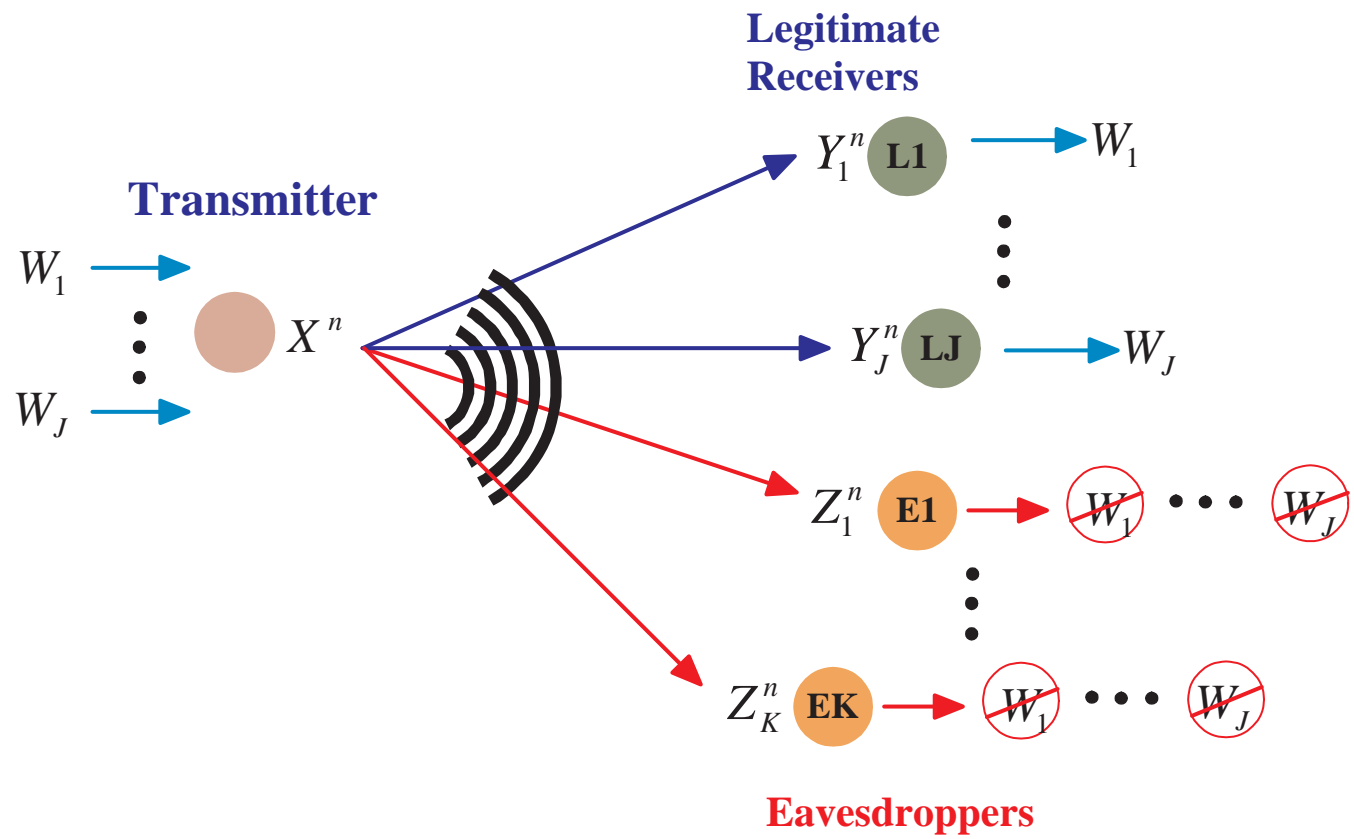 Legitimate
Receivers
Transmitter
Y_1^n L1 W_1
W_1
X^n
Y_J^n LJ W_J
W_J
Z_1^n E1 W_1 W_J
Z_K^n EK W_1 W_J
Eavesdroppers